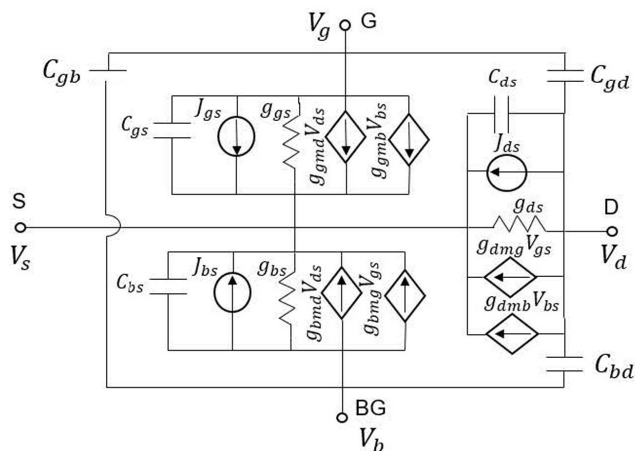 V_g G
C_gb
C_gs
J_gs
g_gs
g_gmd V_ds
g_gmb V_bs
C_ds
C_gd
J_ds
S
V_s
g_ds
D
V_d
g_dmg V_gs
g_dmb V_bs
C_bs
J_bs
g_bs
g_bmd V_ds
g_bmg V_gs
C_bd
BG
V_b